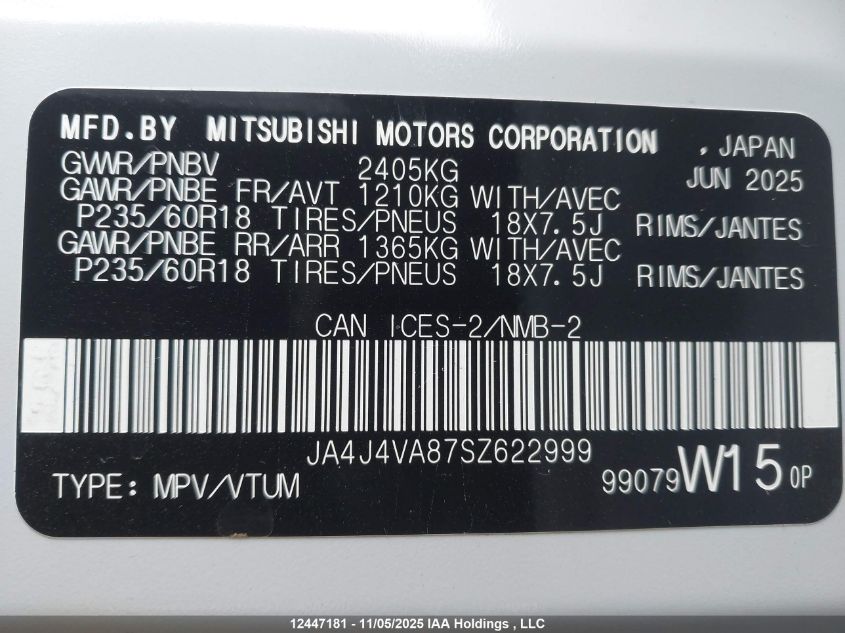 MFD.BY MITSUBISHI MOTORS CORPORATION , JAPAN
GVWR/PNBV 2405KG JUN 2025
GAWR/PNBE FR/AVT 1210KG WITH/AVEC
P235/60R18 TIRES/PNEUS 18X7.5J RIMS/JANTES
GAWR/PNBE RR/ARR 1365KG WITH/AVEC
P235/60R18 TIRES/PNEUS 18X7.5J RIMS/JANTES
CAN ICES-2/NMB-2
JA4J4VA87SZ622999
TYPE: MPV/VTUM 99079W15 0P
12447181 - 11/05/2025 IAA Holdings , LLC